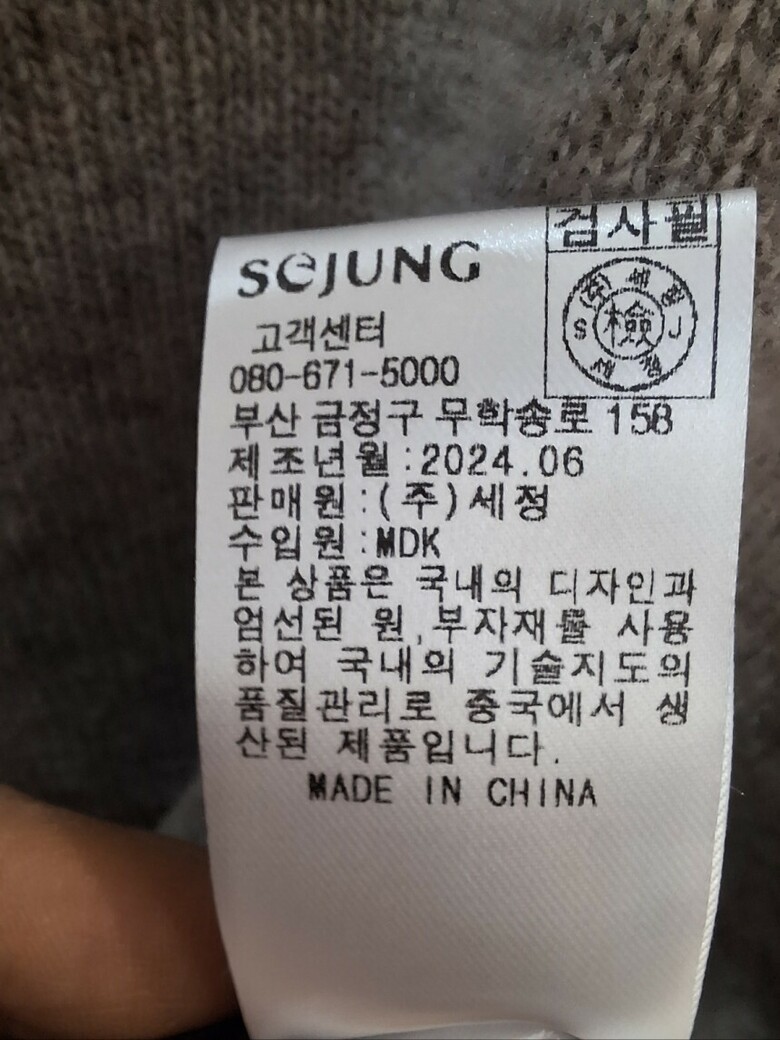 검사필
(주)세정
S 檢 J
SEJUNG
고객센터
080-671-5000
부산 금정구 무학송로 158
제조년월:2024.06
판매원:(주)세정
수입원:MDK
본 상품은 국내의 디자인과
엄선된 원,부자재를 사용
하여 국내의 기술지도의
품질관리로 중국에서 생
산된 제품입니다.
MADE IN CHINA